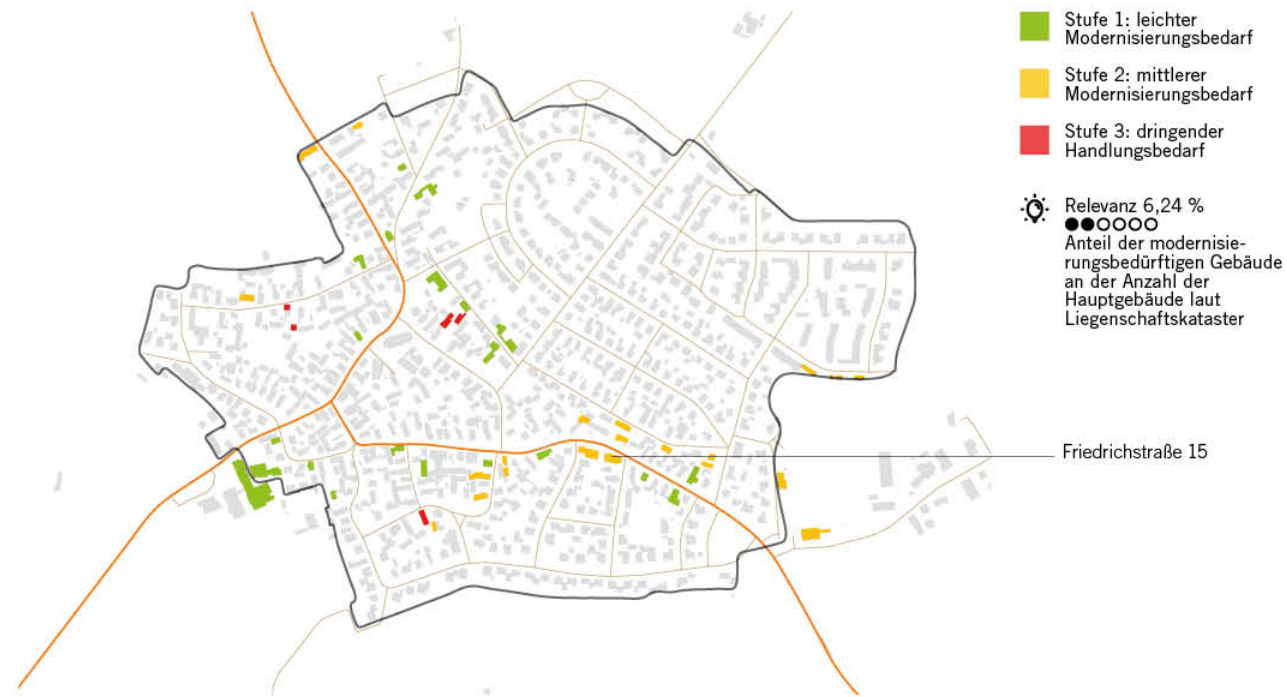 Stufe 1: leichter
Modernisierungsbedarf
Stufe 2: mittlerer
Modernisierungsbedarf
Stufe 3: dringender
Handlungsbedarf
Relevanz 6,24 %
Anteil der modernisie-
rungsbedürftigen Gebäude
an der Anzahl der
Hauptgebäude laut
Liegenschaftskataster
Friedrichstraße 15